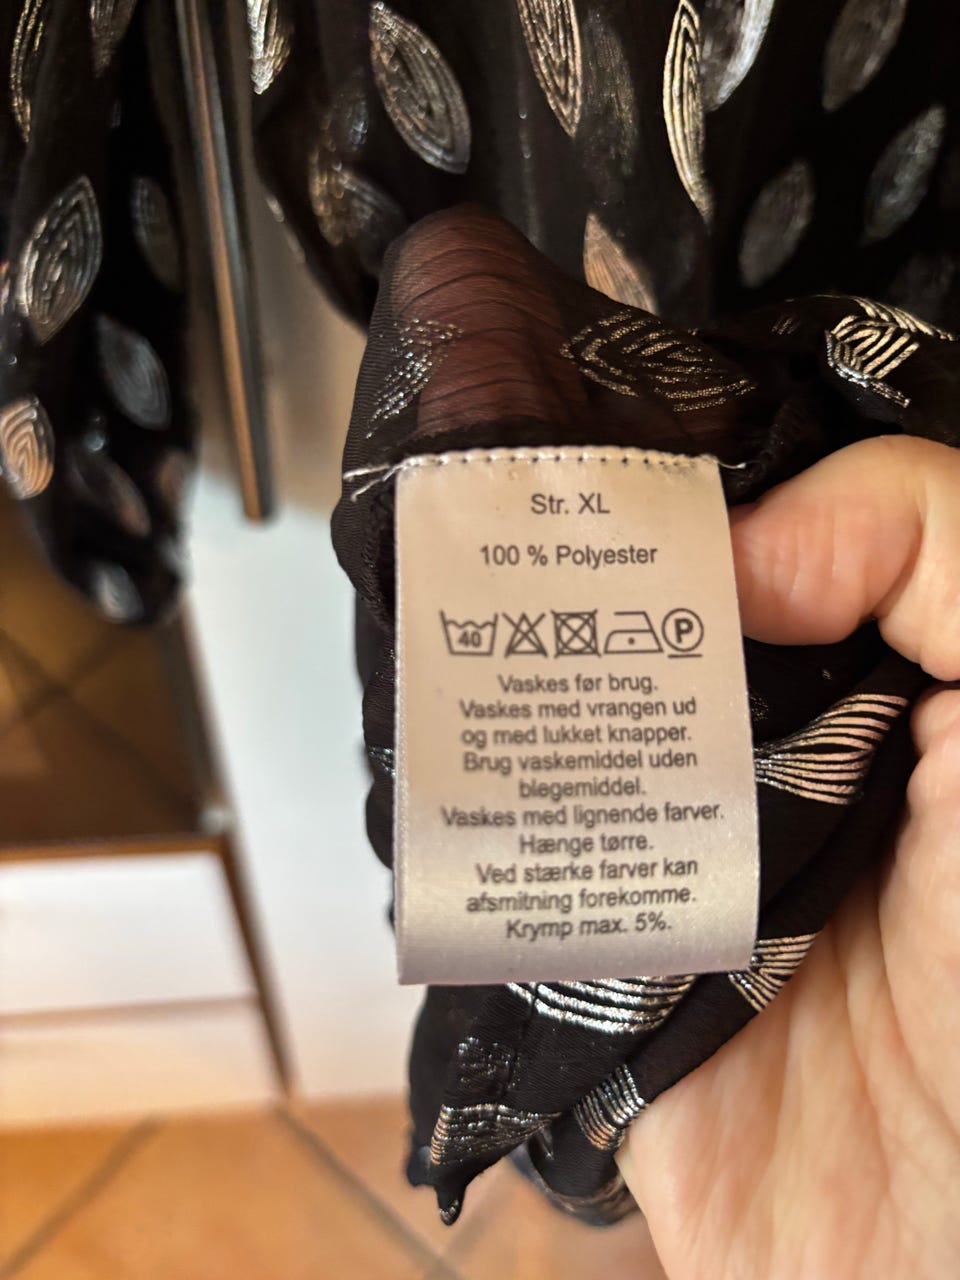 Str. XL
100 % Polyester
40 P
Vaskes før brug.
Vaskes med vrangen ud
og med lukket knapper.
Brug vaskemiddel uden
blegemiddel.
Vaskes med lignende farver.
Hænge tørre.
Ved stærke farver kan
afsmitning forekomme.
Krymp max. 5%.